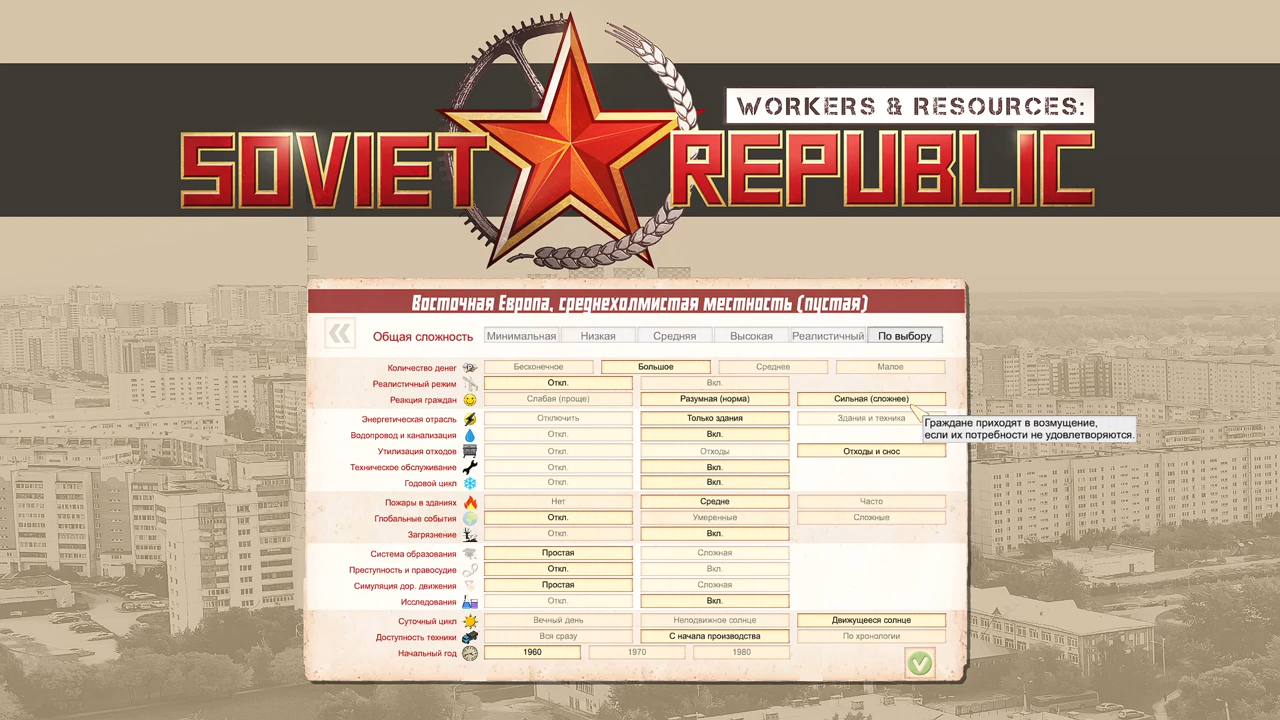 WORKERS & RESOURCES:
SOVIET REPUBLIC
Восточная Европа, среднехолмистая местность (пустая)
Общая сложность Минимальная Низкая Средняя Высокая Реалистичный По выбору
Количество денег Бесконечное Большое Среднее Малое
Реалистичный режим Откл. Вкл.
Реакция граждан Слабая (проще) Разумная (норма) Сильная (сложнее)
Энергетическая отрасль Отключить Только здания Здания и техника
Граждане приходят в возмущение,
если их потребности не удовлетворяются.
Водопровод и канализация Откл. Вкл.
Утилизация отходов Откл. Отходы Отходы и снос
Техническое обслуживание Откл. Вкл.
Годовой цикл Откл. Вкл.
Пожары в зданиях Нет Средне Часто
Глобальные события Откл. Умеренные Сложные
Загрязнение Откл. Вкл.
Система образования Простая Сложная
Преступность и правосудие Откл. Вкл.
Симуляция дор. движения Простая Сложная
Исследования Откл. Вкл.
Суточный цикл Вечный день Неподвижное солнце Движущееся солнце
Доступность техники Вся сразу С начала производства По хронологии
Начальный год 1960 1970 1980